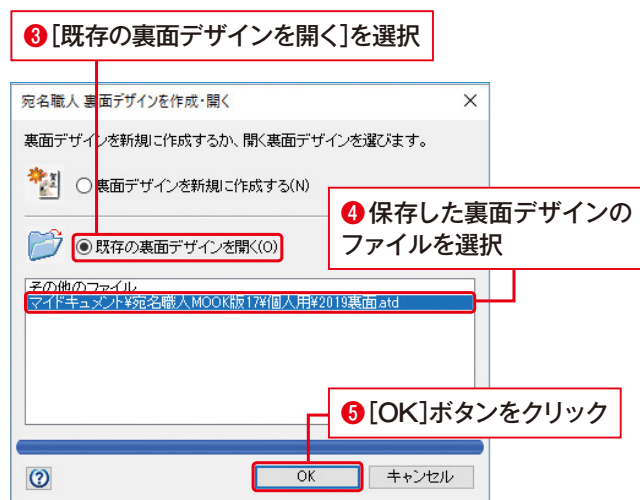 ❸[既存の裏面デザインを開く]を選択
宛名職人 裏面デザインを作成・開く
裏面デザインを新規に作成するか、開く裏面デザインを選びます。
裏面デザインを新規に作成する(N)
❹保存した裏面デザインの
ファイルを選択
既存の裏面デザインを開く(O)
その他のファイル
マイドキュメント¥宛名職人MOOK版17¥個人用¥2019裏面.atd
❺[OK]ボタンをクリック
OK
キャンセル